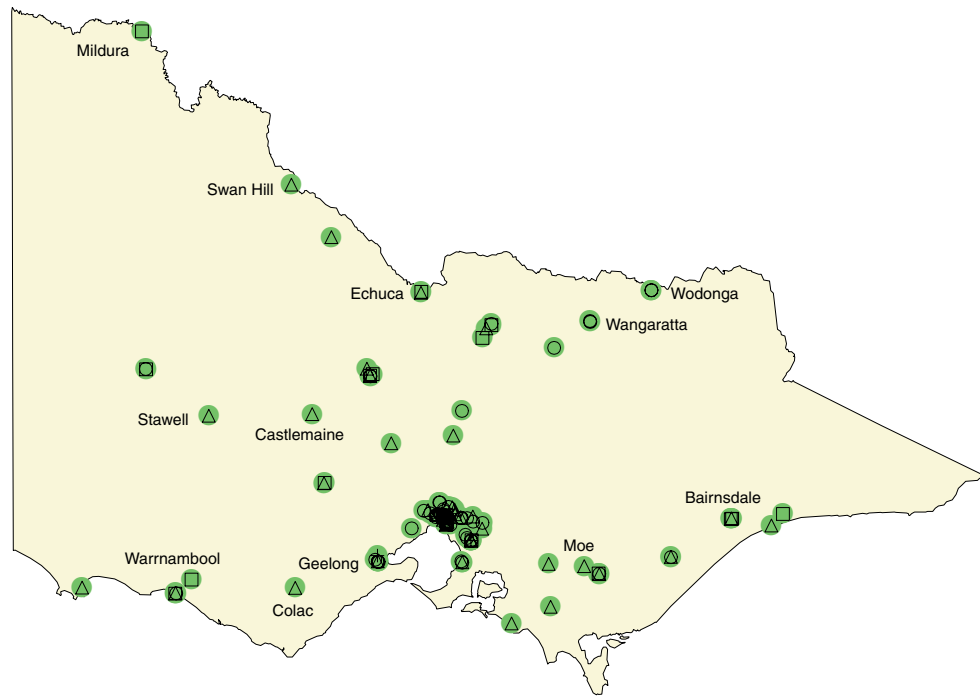 Mildura
Swan Hill
Echuca
Wodonga
Wangaratta
Stawell
Castlemaine
Bairnsdale
Moe
Warrnambool
Geelong
Colac